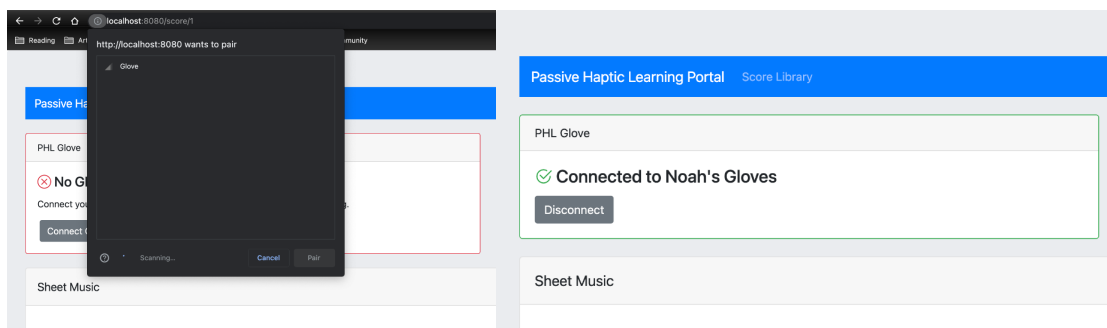 localhost:8080/score/1
Reading
http://localhost:8080 wants to pair
Glove
Passive Ha
PHL Glove
No Gl
Connect you
g.
Connect
Scanning...
Cancel
Pair
Sheet Music
Passive Haptic Learning Portal Score Library
PHL Glove
Connected to Noah's Gloves
Disconnect
Sheet Music